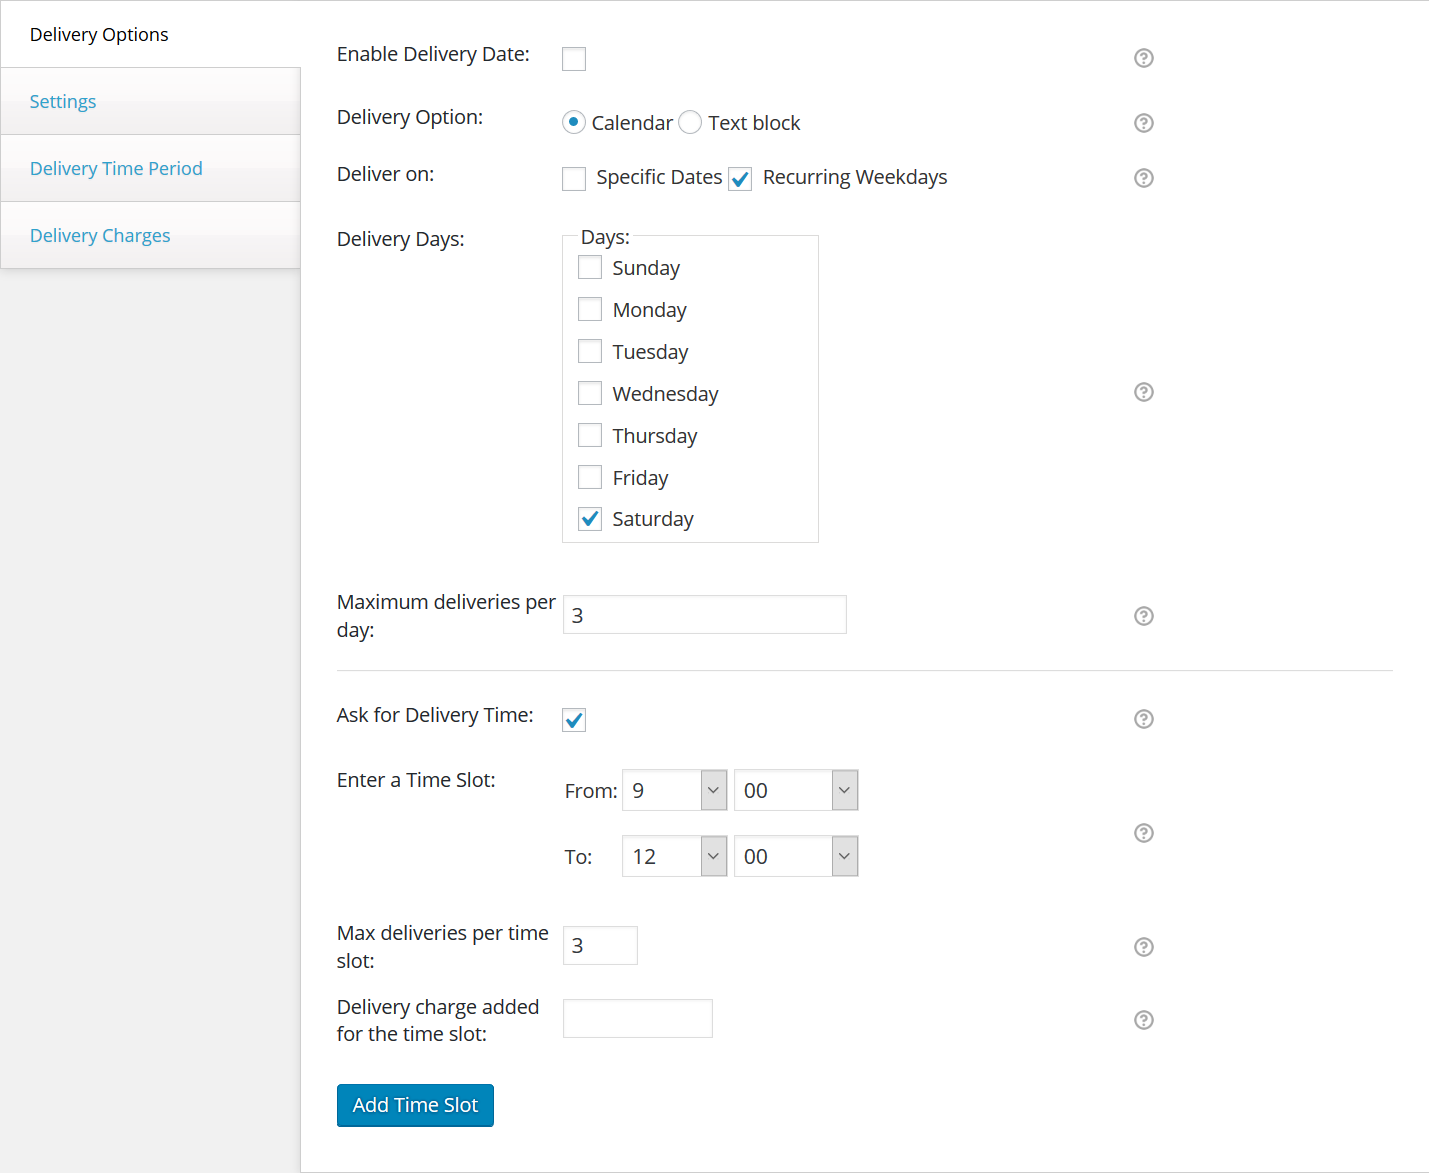 Delivery Options
Settings
Delivery Time Period
Delivery Charges
Enable Delivery Date:
Delivery Option:
Calendar
Text block
Deliver on:
Specific Dates
Recurring Weekdays
Delivery Days:
Days:
Sunday
Monday
Tuesday
Wednesday
Thursday
Friday
Saturday
Maximum deliveries per
day:
3
Ask for Delivery Time:
Enter a Time Slot:
From:
9
00
To:
12
00
Max deliveries per time
slot:
3
Delivery charge added
for the time slot:
Add Time Slot